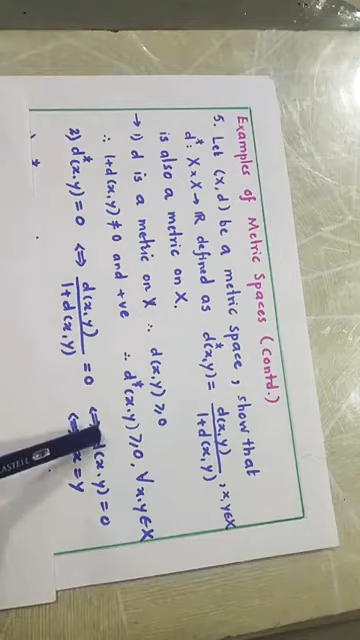 Examples of Metric Spaces (contd.)
5. Let (X,d) be a metric space, show that
d*: X×X→ℝ defined as d*(x,y) = d(x,y)/1+d(x,y), x,y∈X
is also a metric on X.
→ 1) d is a metric on X ∴ d(x,y) ≥ 0
∴ 1+d(x,y) ≠ 0 and +ve ∴ d*(x,y) ≥ 0, ∀ x,y∈X
2) d*(x,y) = 0 ⇔ d(x,y)/1+d(x,y) = 0 ⇔ d(x,y) = 0
x = y
CASTELL